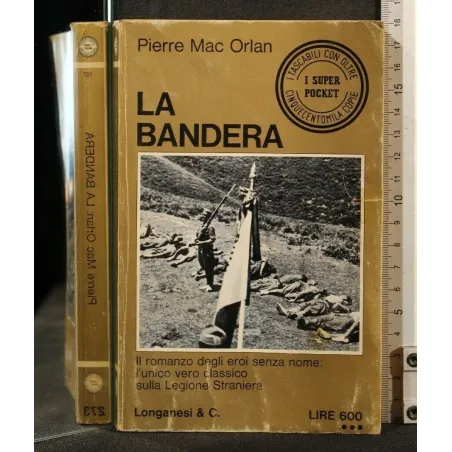 Pierre Mac Orlan
I TASCABILI CON OLTRE
I SUPER
POCKET
CINQUECENTOMILA COPIE
LA
BANDERA
Il romanzo degli eroi senza nome:
l'unico vero classico
sulla Legione Straniera
Longanesi & C.
LIRE 600
Pierre Mac Orlan: LA BANDERA
273